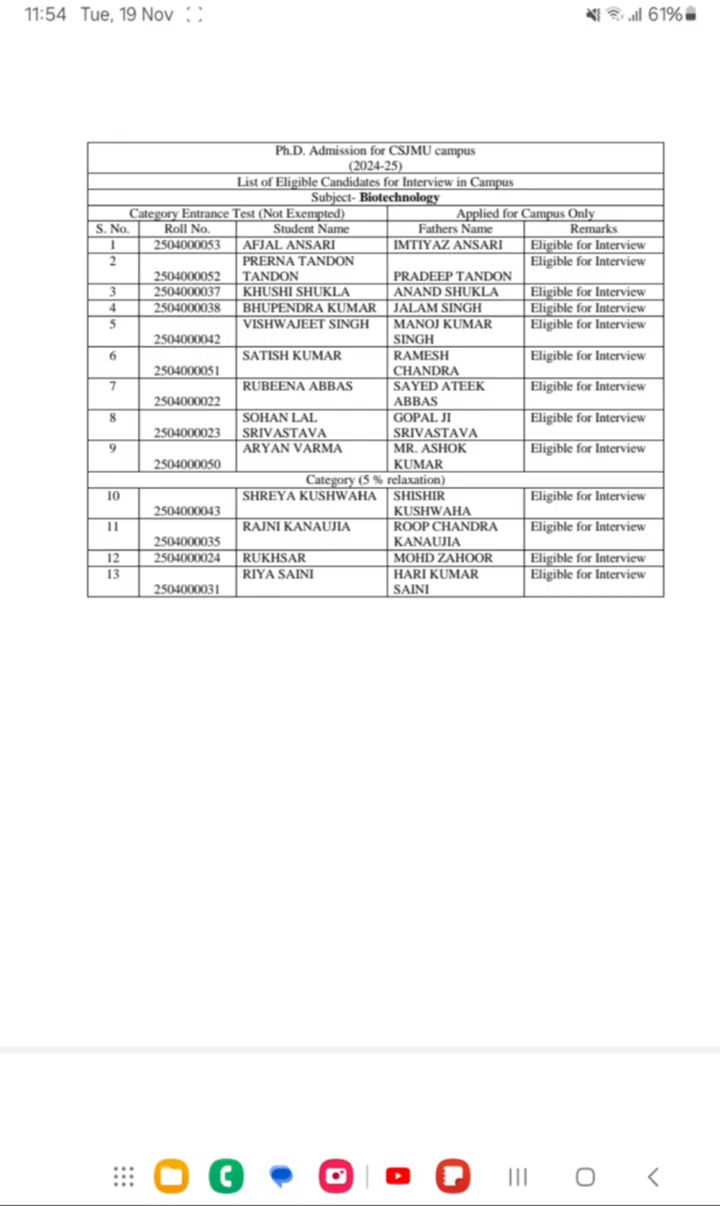 11:54 Tue, 19 Nov 61%
Ph.D. Admission for CSJMU campus
(2024-25)
List of Eligible Candidates for Interview in Campus
Subject- Biotechnology
Category Entrance Test (Not Exempted) Applied for Campus Only
S. No. Roll No. Student Name Fathers Name Remarks
1 2504000053 AFJAL ANSARI IMTIYAZ ANSARI Eligible for Interview
2 PRERNA TANDON Eligible for Interview
2504000052 TANDON PRADEEP TANDON
3 2504000037 KHUSHI SHUKLA ANAND SHUKLA Eligible for Interview
4 2504000038 BHUPENDRA KUMAR JALAM SINGH Eligible for Interview
5 VISHWAJEET SINGH MANOJ KUMAR Eligible for Interview
2504000042 SINGH
6 SATISH KUMAR RAMESH Eligible for Interview
2504000051 CHANDRA
7 RUBEENA ABBAS SAYED ATEEK Eligible for Interview
2504000022 ABBAS
8 SOHAN LAL GOPAL JI Eligible for Interview
2504000023 SRIVASTAVA SRIVASTAVA
9 ARYAN VARMA MR. ASHOK Eligible for Interview
2504000050 KUMAR
Category (5 % relaxation)
10 SHREYA KUSHWAHA SHISHIR Eligible for Interview
2504000043 KUSHWAHA
11 RAJNI KANAUJIA ROOP CHANDRA Eligible for Interview
2504000035 KANAUJIA
12 2504000024 RUKHSAR MOHD ZAHOOR Eligible for Interview
13 RIYA SAINI HARI KUMAR Eligible for Interview
2504000031 SAINI